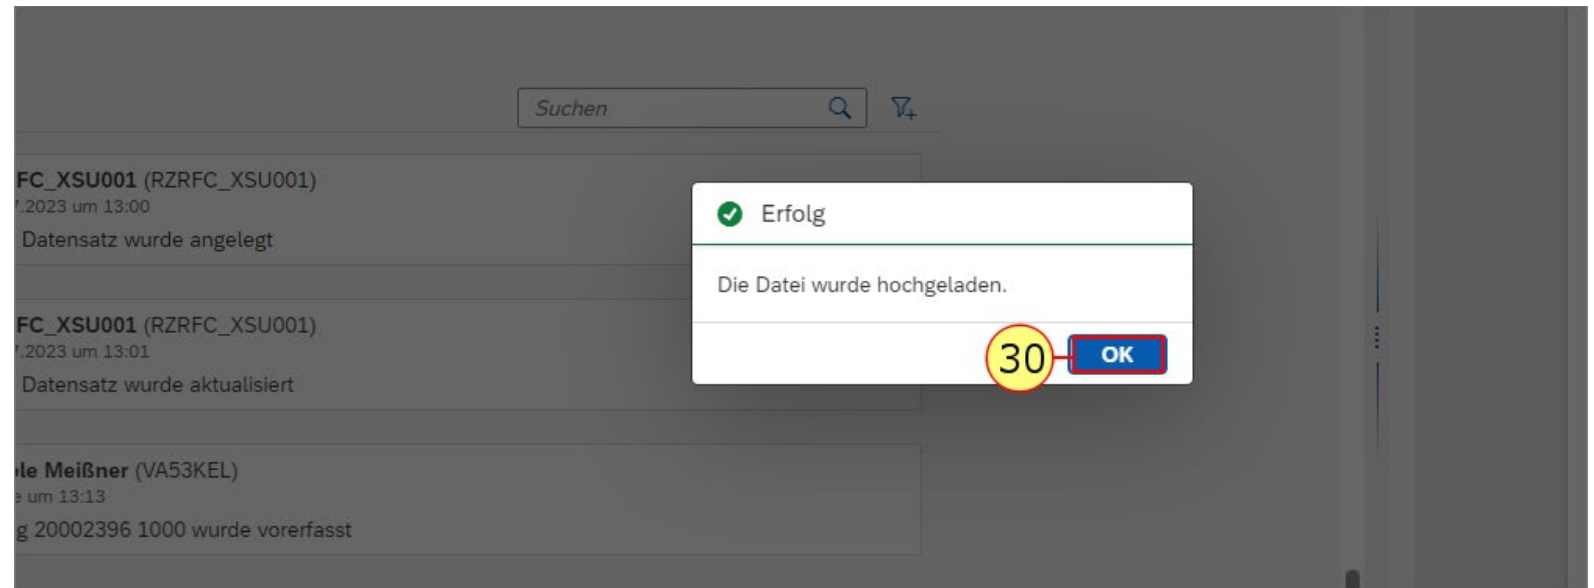 Suchen
FC_XSU001 (RZRFC_XSU001)
.2023 um 13:00
Datensatz wurde angelegt
Erfolg
Die Datei wurde hochgeladen.
FC_XSU001 (RZRFC_XSU001)
.2023 um 13:01
30
OK
Datensatz wurde aktualisiert
Meißner (VA53KEL)
um 13:13
20002396 1000 wurde vorerfasst